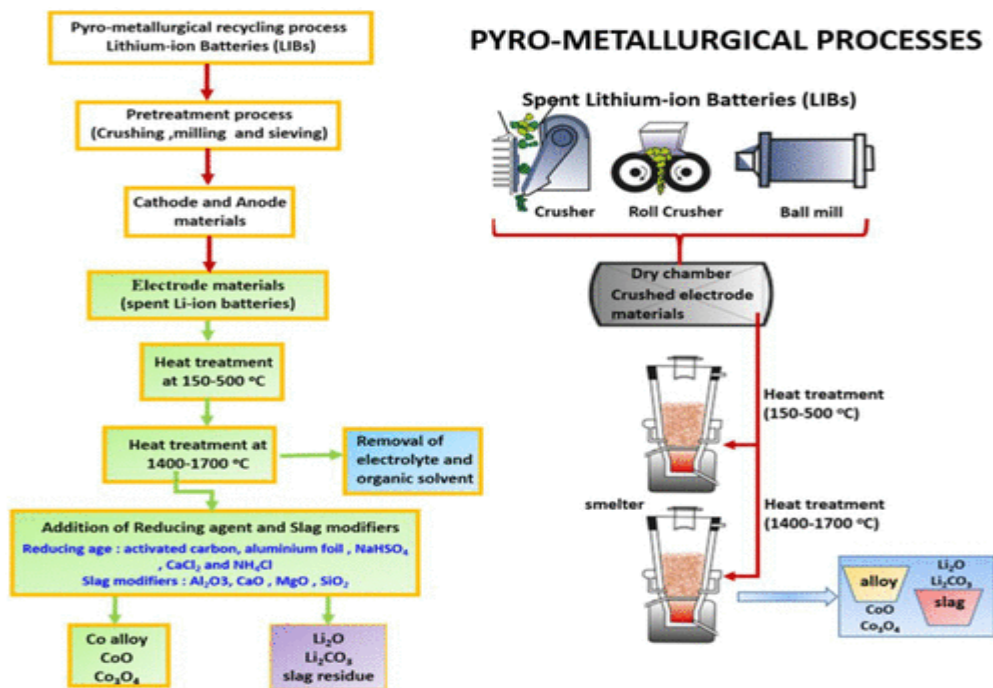 Pyro-metallurgical recycling process
Lithium-ion Batteries (LIBs)
Pretreatment process
(Crushing ,milling and sieving)
Cathode and Anode
materials
Electrode materials
(spent Li-ion batteries)
Heat treatment
at 150-500 °C
Heat treatment at
1400-1700 °C
Removal of
electrolyte and
organic solvent
Addition of Reducing agent and Slag modifiers
Reducing age : activated carbon, aluminium foil , NaHSO₄
, CaCl₂ and NH₄Cl
Slag modifiers : Al₂O3, CaO , MgO , SiO₂
Co alloy
CoO
Co₃O₄
Li₂O
Li₂CO₃
slag residue
PYRO-METALLURGICAL PROCESSES
Spent Lithium-ion Batteries (LIBs)
Crusher
Roll Crusher
Ball mill
Dry chamber
Crushed electrode
materials
Heat treatment
(150-500 °C)
smelter
Heat treatment
(1400-1700 °C)
alloy
CoO
Co₃O₄
Li₂O
Li₂CO₃
slag